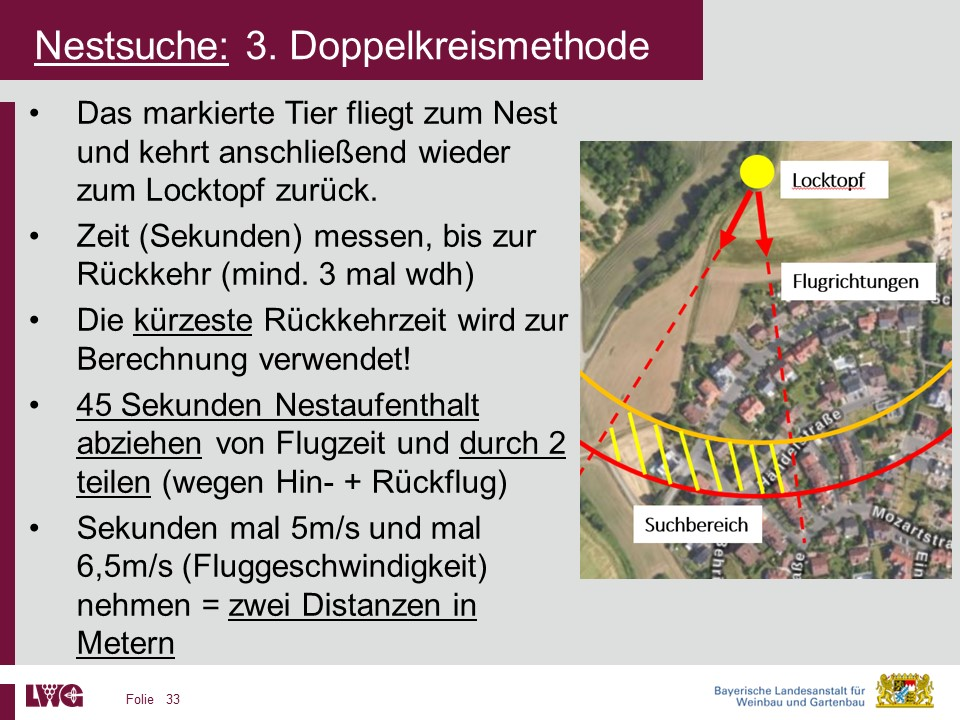 Nestsuche: 3. Doppelkreismethode
• Das markierte Tier fliegt zum Nest
und kehrt anschließend wieder
zum Locktopf zurück.
• Zeit (Sekunden) messen, bis zur
Rückkehr (mind. 3 mal wdh)
• Die kürzeste Rückkehrzeit wird zur
Berechnung verwendet!
• 45 Sekunden Nestaufenthalt
abziehen von Flugzeit und durch 2
teilen (wegen Hin- + Rückflug)
• Sekunden mal 5m/s und mal
6,5m/s (Fluggeschwindigkeit)
nehmen = zwei Distanzen in
Metern
Locktopf
Flugrichtungen
Händelstraße
Suchbereich
Mozartstra
LWG
Folie 33
Bayerische Landesanstalt für
Weinbau und Gartenbau